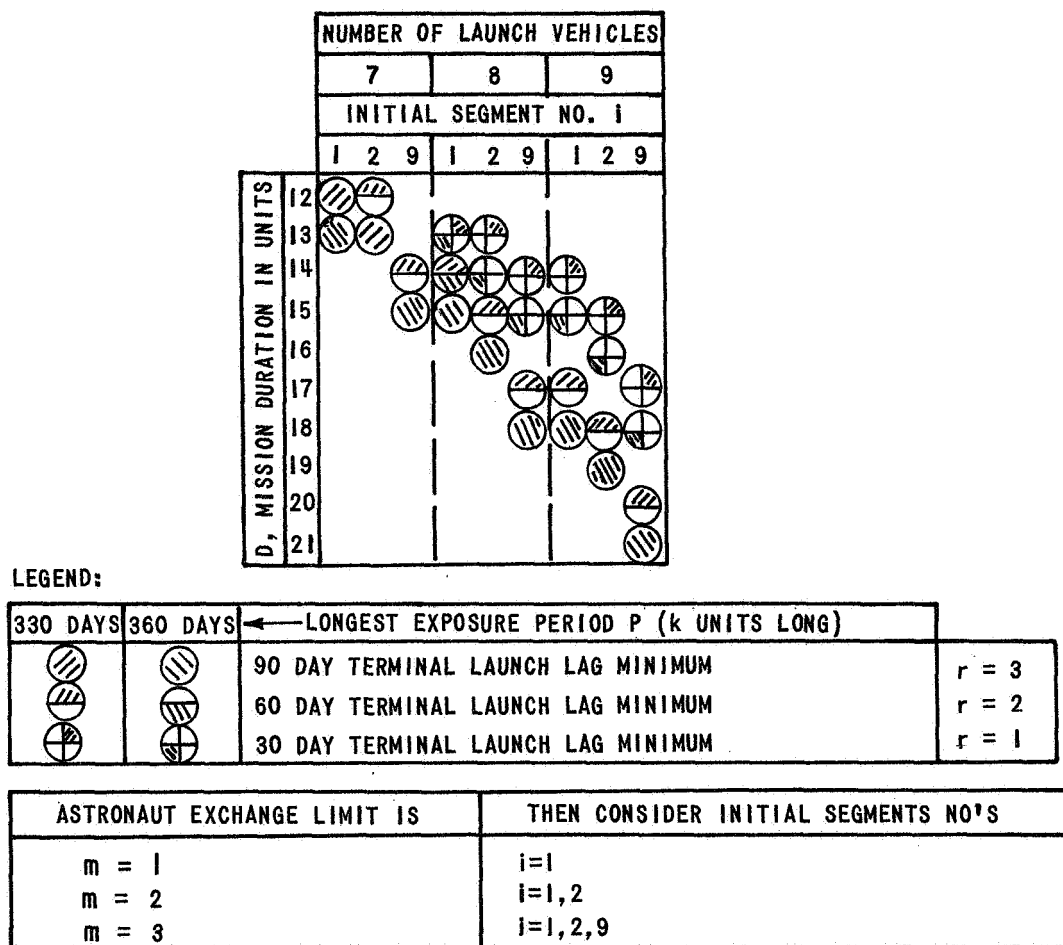 NUMBER OF LAUNCH VEHICLES
7 8 9
INITIAL SEGMENT NO. i
1 2 9 1 2 9 1 2 9
D, MISSION DURATION IN UNITS
12
13
14
15
16
17
18
19
20
21
LEGEND:
330 DAYS 360 DAYS ← LONGEST EXPOSURE PERIOD P (k UNITS LONG)
90 DAY TERMINAL LAUNCH LAG MINIMUM r = 3
60 DAY TERMINAL LAUNCH LAG MINIMUM r = 2
30 DAY TERMINAL LAUNCH LAG MINIMUM r = 1
ASTRONAUT EXCHANGE LIMIT IS THEN CONSIDER INITIAL SEGMENTS NO'S
m = 1 i=1
m = 2 i=1,2
m = 3 i=1,2,9